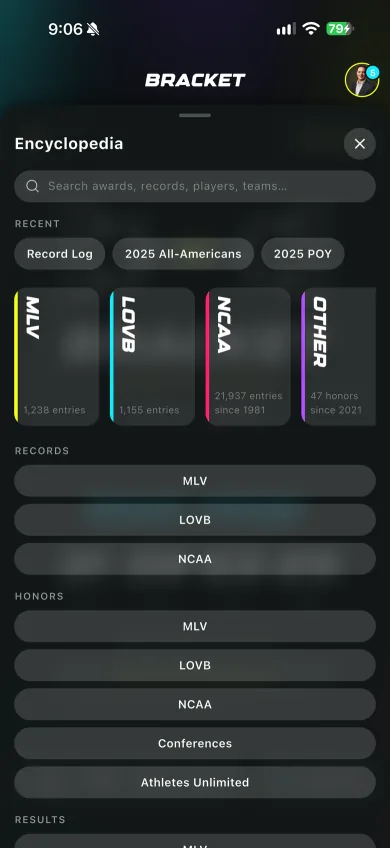 9:06
79
BRACKET
5
Encyclopedia
Search awards, records, players, teams...
RECENT
Record Log
2025 All-Americans
2025 POY
MLV
1,238 entries
LOVB
1,155 entries
NCAA
21,937 entries
since 1981
OTHER
47 honors
since 2021
RECORDS
MLV
LOVB
NCAA
HONORS
MLV
LOVB
NCAA
Conferences
Athletes Unlimited
RESULTS
MLV